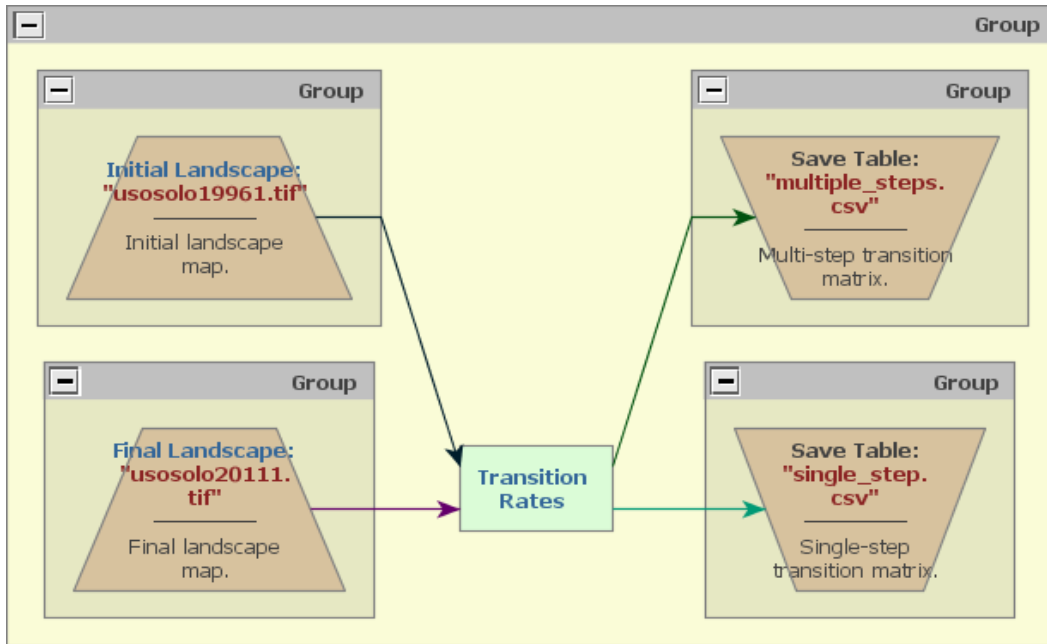 Group
Group
Initial Landscape:
"usosolo19961.tif"
Initial landscape
map.
Group
Save Table:
"multiple_steps.
csv"
Multi-step transition
matrix.
Group
Final Landscape:
"usosolo20111.
tif"
Final landscape
map.
Transition
Rates
Group
Save Table:
"single_step.
csv"
Single-step
transition matrix.